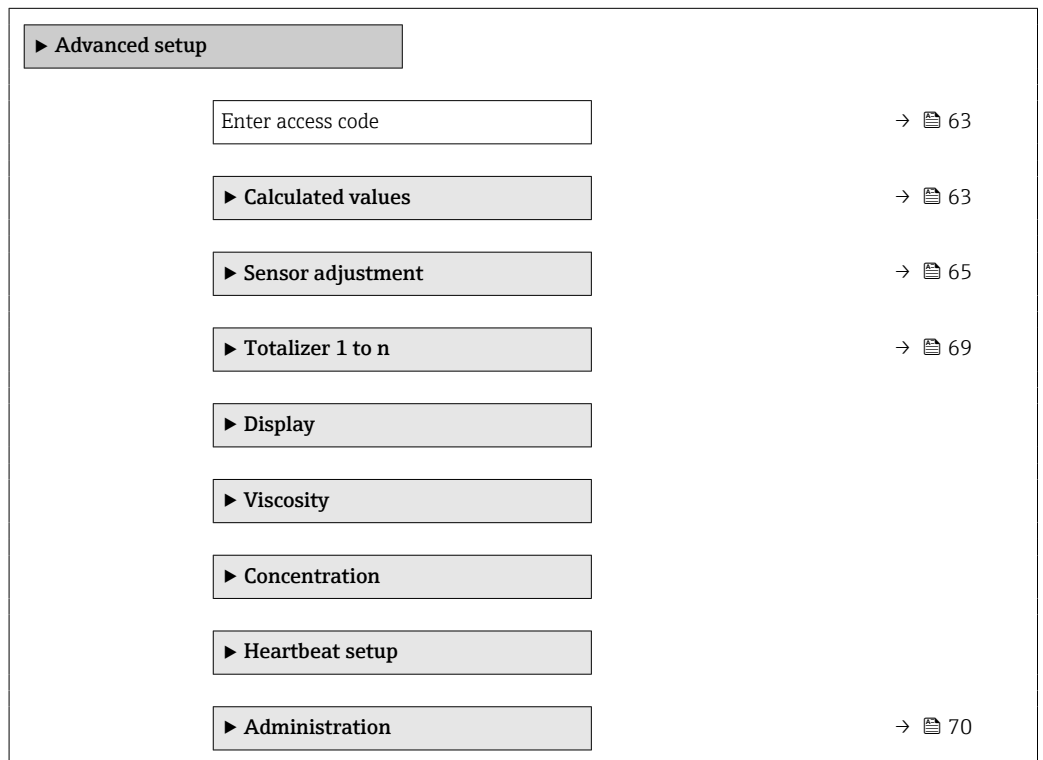 ▶ Advanced setup
Enter access code → 63
▶ Calculated values → 63
▶ Sensor adjustment → 65
▶ Totalizer 1 to n → 69
▶ Display
▶ Viscosity
▶ Concentration
▶ Heartbeat setup
▶ Administration → 70